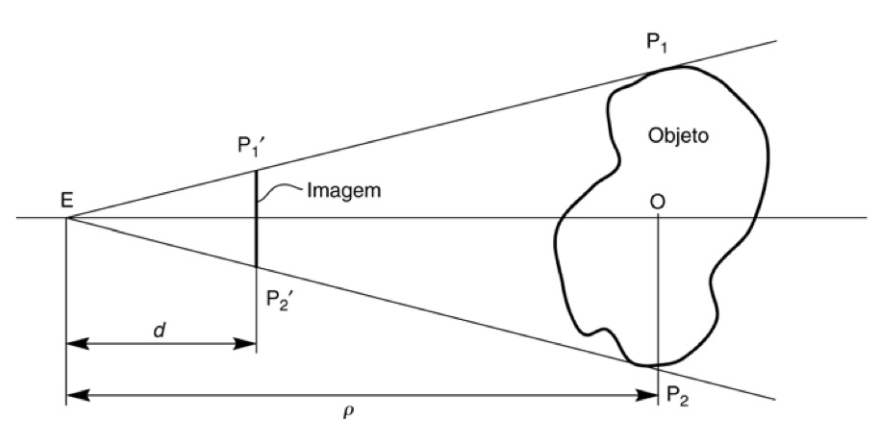 P₁
Objeto
P₁′
Imagem
E
O
P₂′
d
P₂
ρ